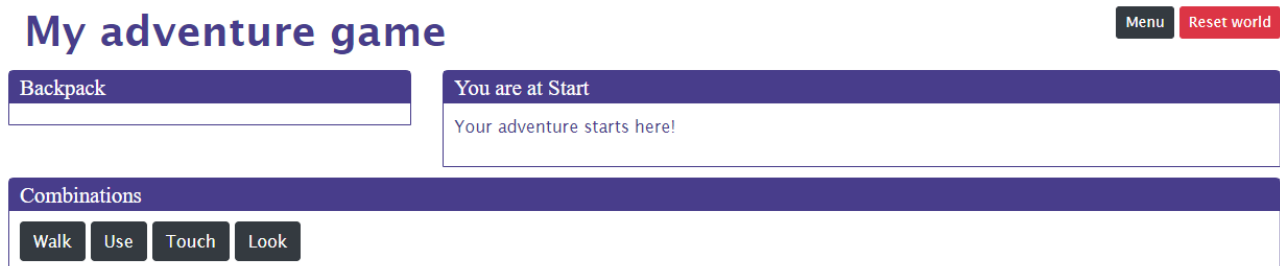 My adventure game
Menu Reset world
Backpack
You are at Start
Your adventure starts here!
Combinations
Walk Use Touch Look